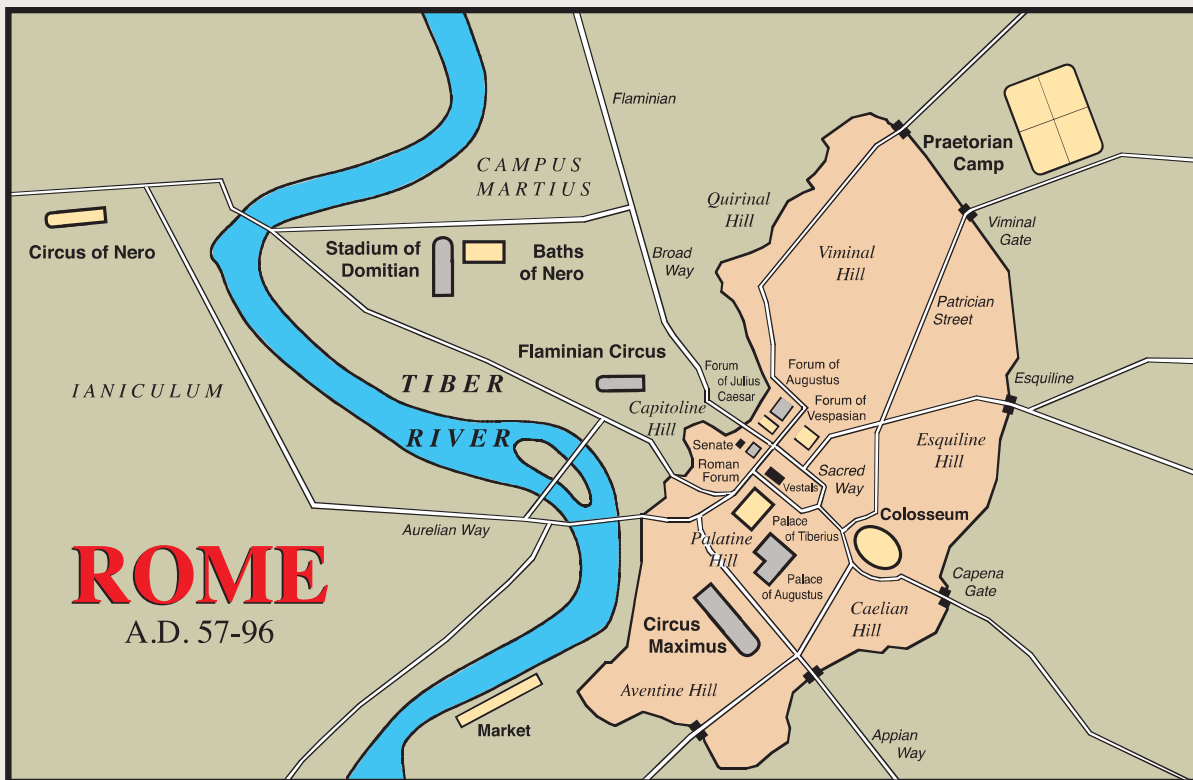 Flaminian
CAMPUS
MARTIUS
Praetorian
Camp
Quirinal
Hill
Viminal
Gate
Circus of Nero
Stadium of
Domitian
Baths
of Nero
Broad
Way
Viminal
Hill
Patrician
Street
Flaminian Circus
Forum
of Julius
Caesar
Forum of
Augustus
Esquiline
IANICULUM
TIBER
RIVER
Capitoline
Hill
Forum of
Vespasian
Senate
Roman
Forum
Esquiline
Hill
Sacred
Way
Vestals
Colosseum
Aurelian Way
Palatine
Hill
Palace
of Tiberius
Palace
of Augustus
Capena
Gate
ROME
A.D. 57-96
Caelian
Hill
Circus
Maximus
Aventine Hill
Market
Appian
Way